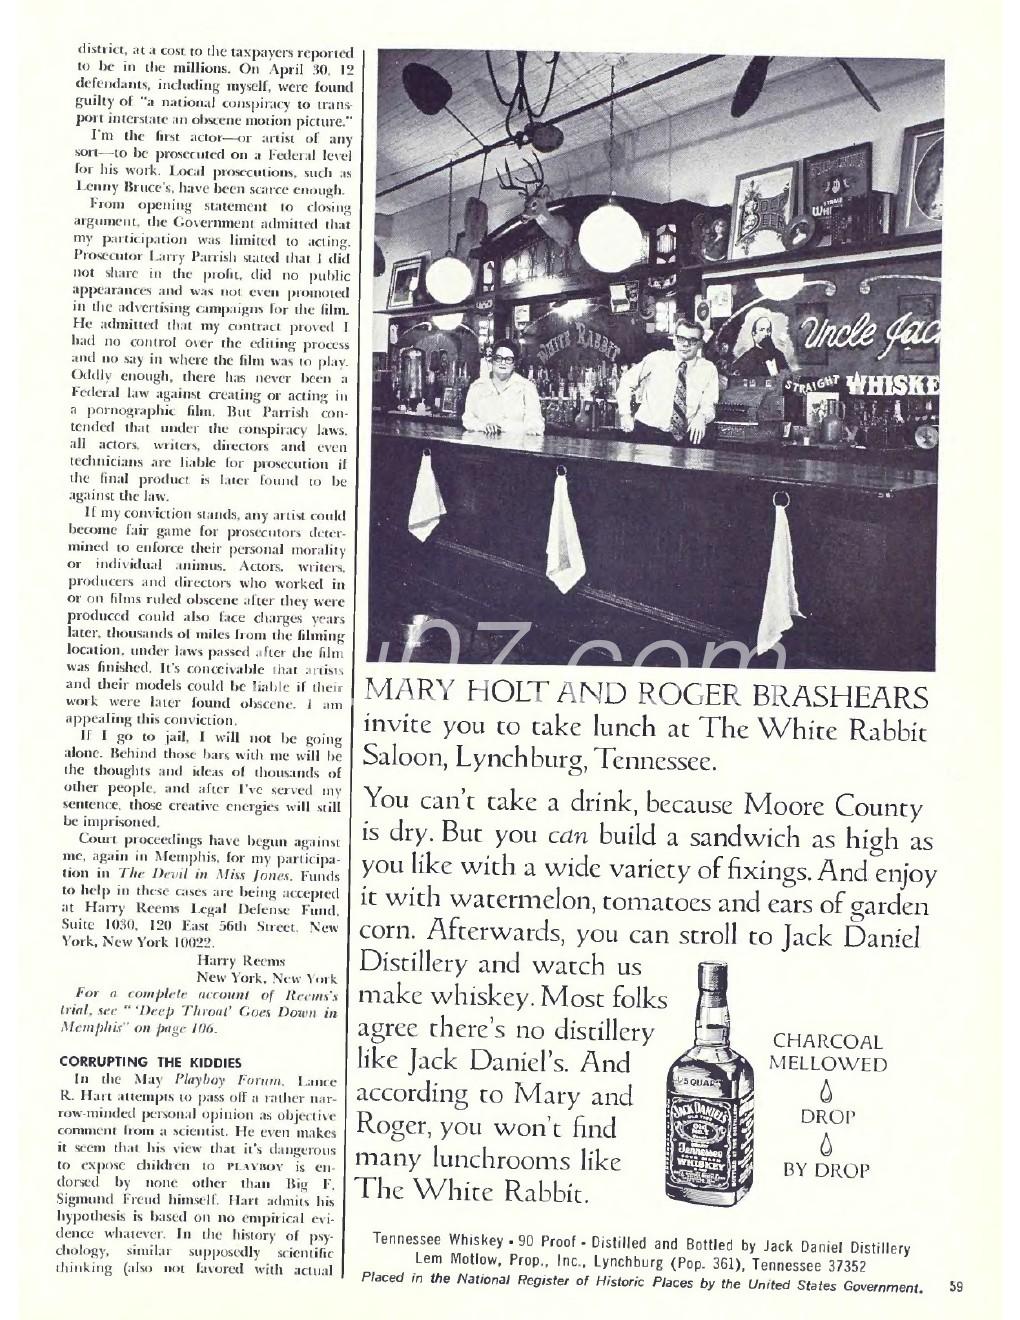 district, at a cost to the taxpayers reported
to be in the millions. On April 30, 12
defendants, including myself, were found
guilty of "a national conspiracy to trans-
port interstate an obscene motion picture."
I'm the first actor—or artist of any
sort—to be prosecuted on a Federal level
for his work. Local prosecutions, such as
Lenny Bruce's, have been scarce enough.
From opening statement to closing
argument, the Government admitted that
my participation was limited to acting.
Prosecutor Larry Parrish stated that I did
not share in the profit, did no public
appearances and was not even promoted
in the advertising campaigns for the film.
He admitted that my contract proved I
had no control over the editing process
and no say in where the film was to play.
Oddly enough, there has never been a
Federal law against creating or acting in
a pornographic film. But Parrish con-
tended that under the conspiracy laws,
all actors, writers, directors and even
technicians are liable for prosecution if
the final product is later found to be
against the law.
If my conviction stands, any artist could
become fair game for prosecutors deter-
mined to enforce their personal morality
or individual animus. Actors, writers,
producers and directors who worked in
or on films ruled obscene after they were
produced could also face charges years
later, thousands of miles from the filming
location, under laws passed after the film
was finished. It's conceivable that artists
and their models could be liable if their
work were later found obscene. I am
appealing this conviction.
If I go to jail, I will not be going
alone. Behind those bars with me will be
the thoughts and ideas of thousands of
other people, and after I've served my
sentence, those creative energies will still
be imprisoned.
Court proceedings have begun against
me, again in Memphis, for my participa-
tion in The Devil in Miss Jones. Funds
to help in these cases are being accepted
at Harry Reems Legal Defense Fund,
Suite 1030, 120 East 56th Street, New
York, New York 10022.
Harry Reems
New York, New York
For a complete account of Reems's
trial, see "'Deep Throat' Goes Down in
Memphis" on page 106.
CORRUPTING THE KIDDIES
In the May Playboy Forum, Lance
R. Hart attempts to pass off a rather nar-
row-minded personal opinion as objective
comment from a scientist. He even makes
it seem that his view that it's dangerous
to expose children to PLAYBOY is en-
dorsed by none other than Big F.
Sigmund Freud himself. Hart admits his
hypothesis is based on no empirical evi-
dence whatever. In the history of psy-
chology, similar supposedly scientific
thinking (also not favored with actual
WHITE RABBIT
Uncle Jac
STRAIGHT WHISKE
u07.com
MARY HOLT AND ROGER BRASHEARS
invite you to take lunch at The White Rabbit
Saloon, Lynchburg, Tennessee.
You can't take a drink, because Moore County
is dry. But you can build a sandwich as high as
you like with a wide variety of fixings. And enjoy
it with watermelon, tomatoes and ears of garden
corn. Afterwards, you can stroll to Jack Daniel
Distillery and watch us
make whiskey. Most folks
agree there's no distillery
like Jack Daniel's. And
according to Mary and
Roger, you won't find
many lunchrooms like
The White Rabbit.
JACK DANIEL'S
Tennessee
WHISKEY
CHARCOAL
MELLOWED
DROP
BY DROP
Tennessee Whiskey • 90 Proof • Distilled and Bottled by Jack Daniel Distillery
Lem Motlow, Prop., Inc., Lynchburg (Pop. 361), Tennessee 37352
Placed in the National Register of Historic Places by the United States Government.
59